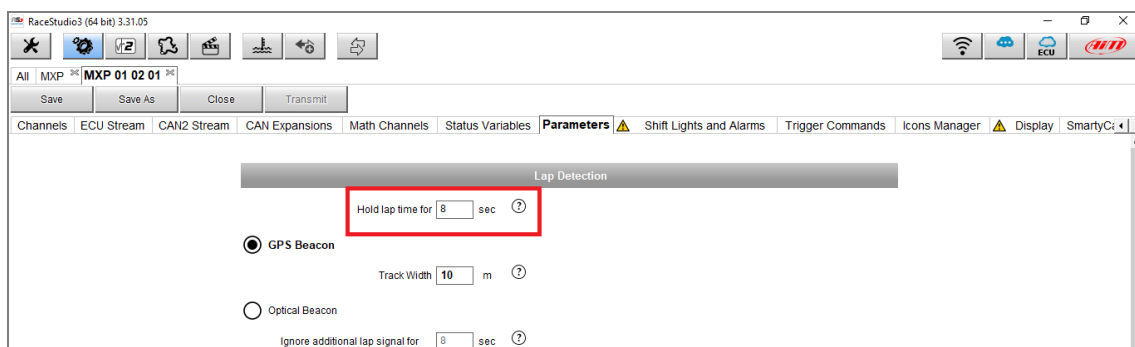 RaceStudio3 (64 bit) 3.31.05
ECU
AiM
All MXP MXP 01 02 01
Save Save As Close Transmit
Channels ECU Stream CAN2 Stream CAN Expansions Math Channels Status Variables Parameters Shift Lights and Alarms Trigger Commands Icons Manager Display SmartyCa
Lap Detection
Hold lap time for 8 sec ?
GPS Beacon
Track Width 10 m ?
Optical Beacon
Ignore additional lap signal for 8 sec ?